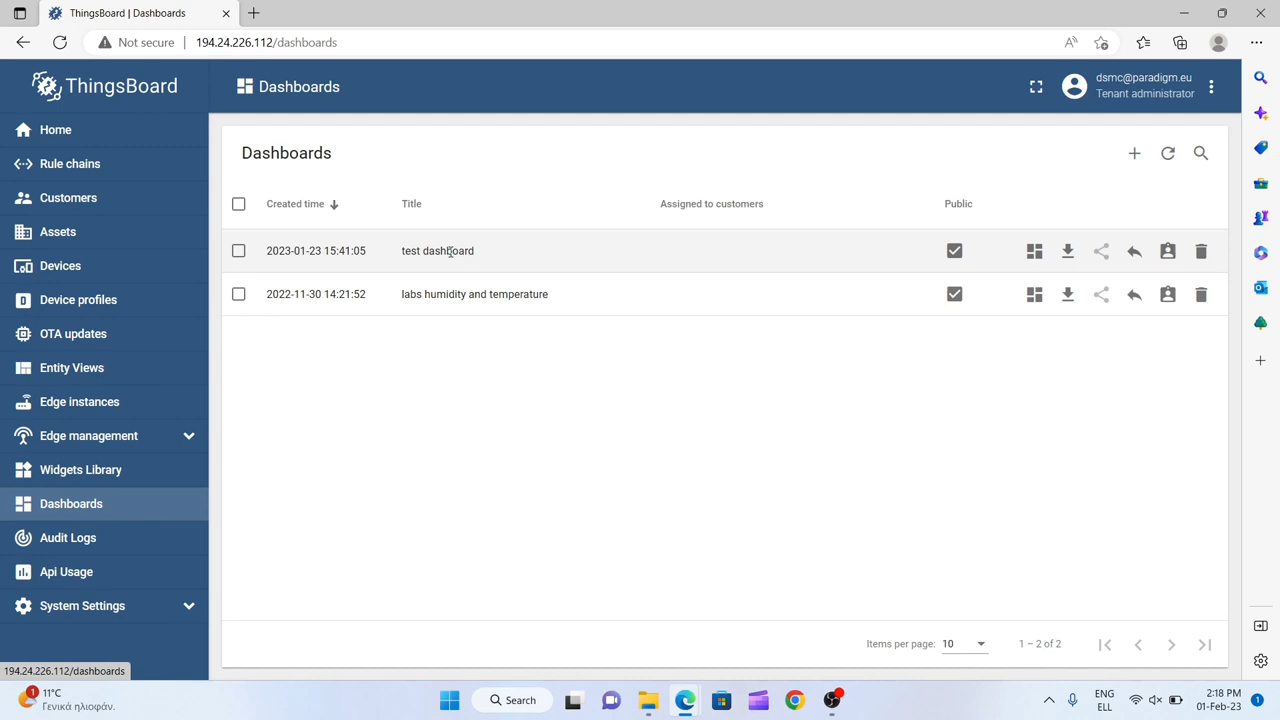 ThingsBoard | Dashboards
Not secure
194.24.226.112/dashboards
ThingsBoard
Dashboards
dsmc@paradigm.eu
Tenant administrator
Home
Rule chains
Customers
Assets
Devices
Device profiles
OTA updates
Entity Views
Edge instances
Edge management
Widgets Library
Dashboards
Audit Logs
Api Usage
System Settings
Dashboards
Created time
Title
Assigned to customers
Public
2023-01-23 15:41:05
test dashboard
2022-11-30 14:21:52
labs humidity and temperature
Items per page:
10
1 – 2 of 2
194.24.226.112/dashboards
1
11°C
Γενικά ηλιοφάν.
Search
ENG
ΕΛΛ
2:18 PM
01-Feb-23
1